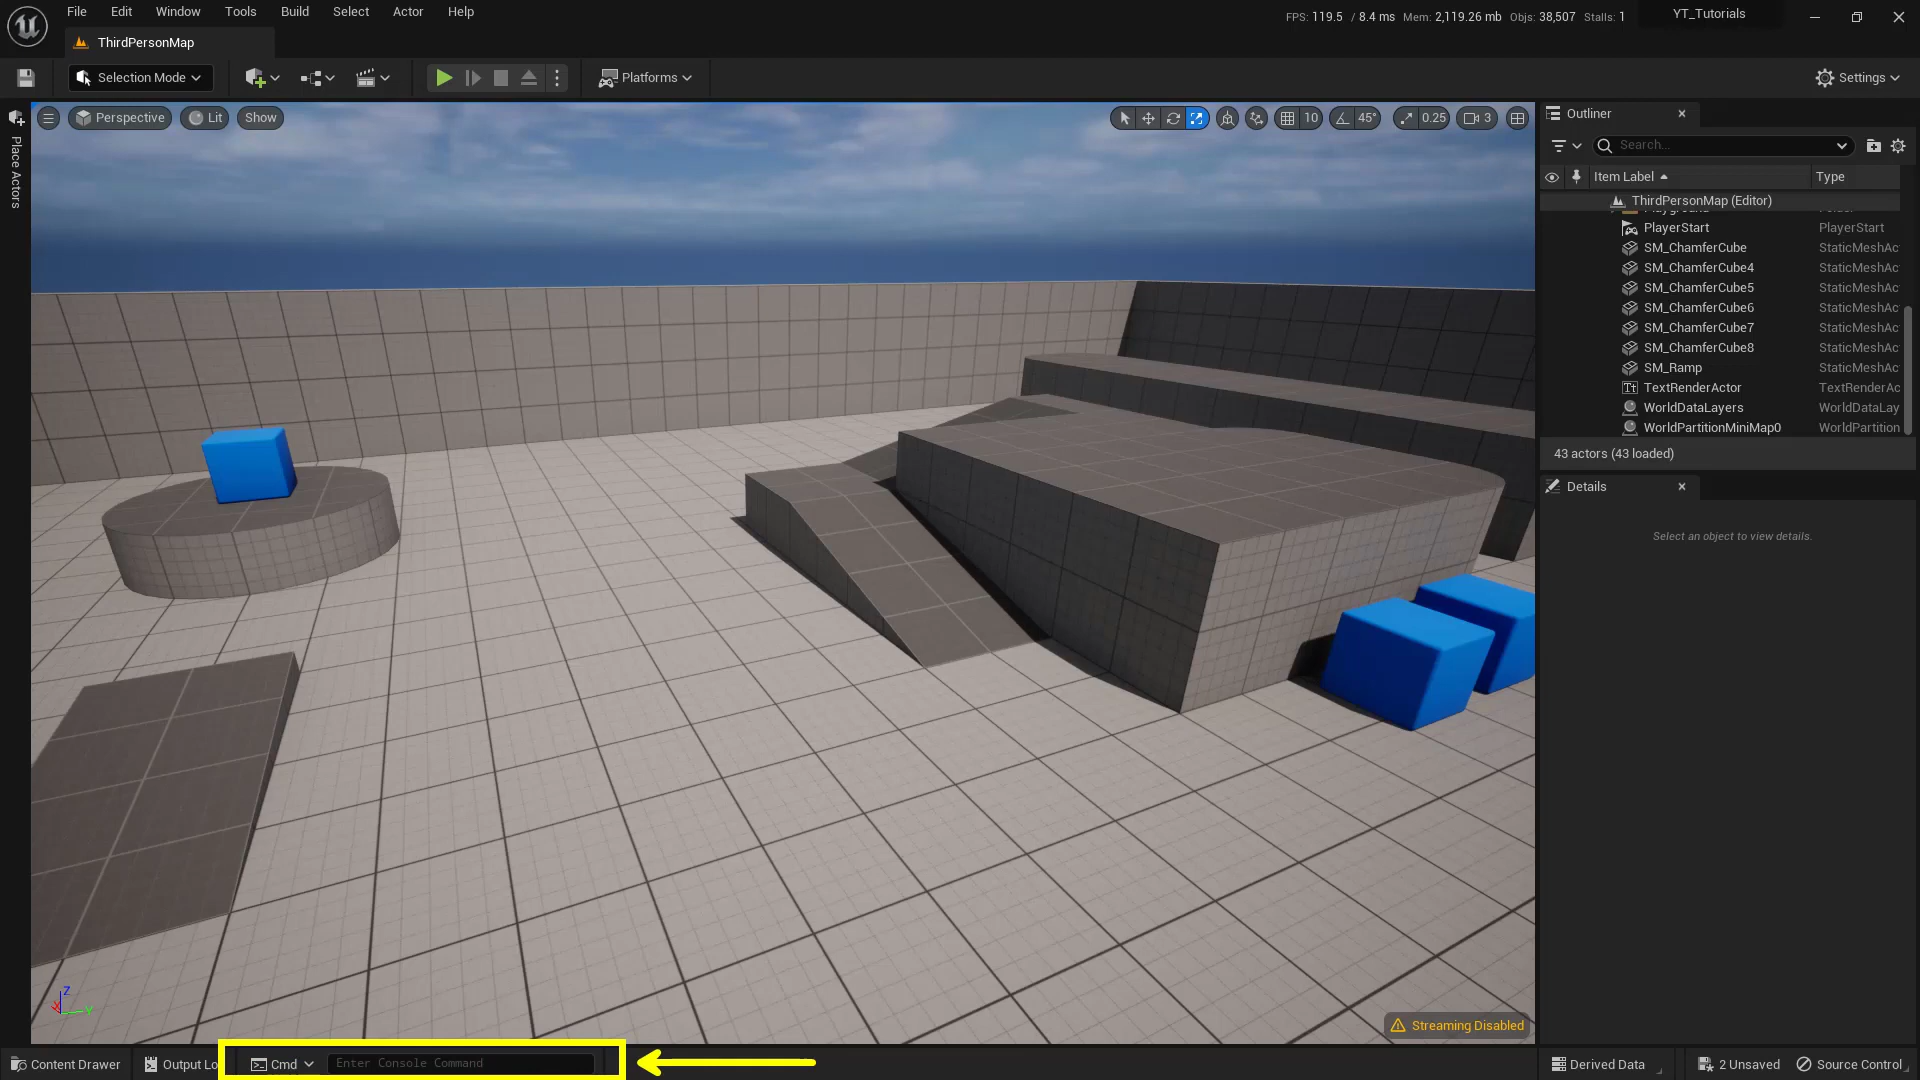 File Edit Window Tools Build Select Actor Help
FPS: 119.5 / 8.4 ms Mem: 2,119.26 mb Objs: 38,507 Stalls: 1
YT_Tutorials
ThirdPersonMap
Selection Mode
Platforms
Settings
Place Actors
Perspective
Lit
Show
10
45°
0.25
3
Outliner
Search...
Item Label
Type
ThirdPersonMap (Editor)
PlayerStart PlayerStart
SM_ChamferCube StaticMeshAc
SM_ChamferCube4 StaticMeshAc
SM_ChamferCube5 StaticMeshAc
SM_ChamferCube6 StaticMeshAc
SM_ChamferCube7 StaticMeshAc
SM_ChamferCube8 StaticMeshAc
SM_Ramp StaticMeshAc
TextRenderActor TextRenderAc
WorldDataLayers WorldDataLay
WorldPartitionMiniMap0 WorldPartition
43 actors (43 loaded)
Details
Select an object to view details.
Z
X
Y
Streaming Disabled
Content Drawer
Output Lo
Cmd
Enter Console Command
Derived Data
2 Unsaved
Source Control